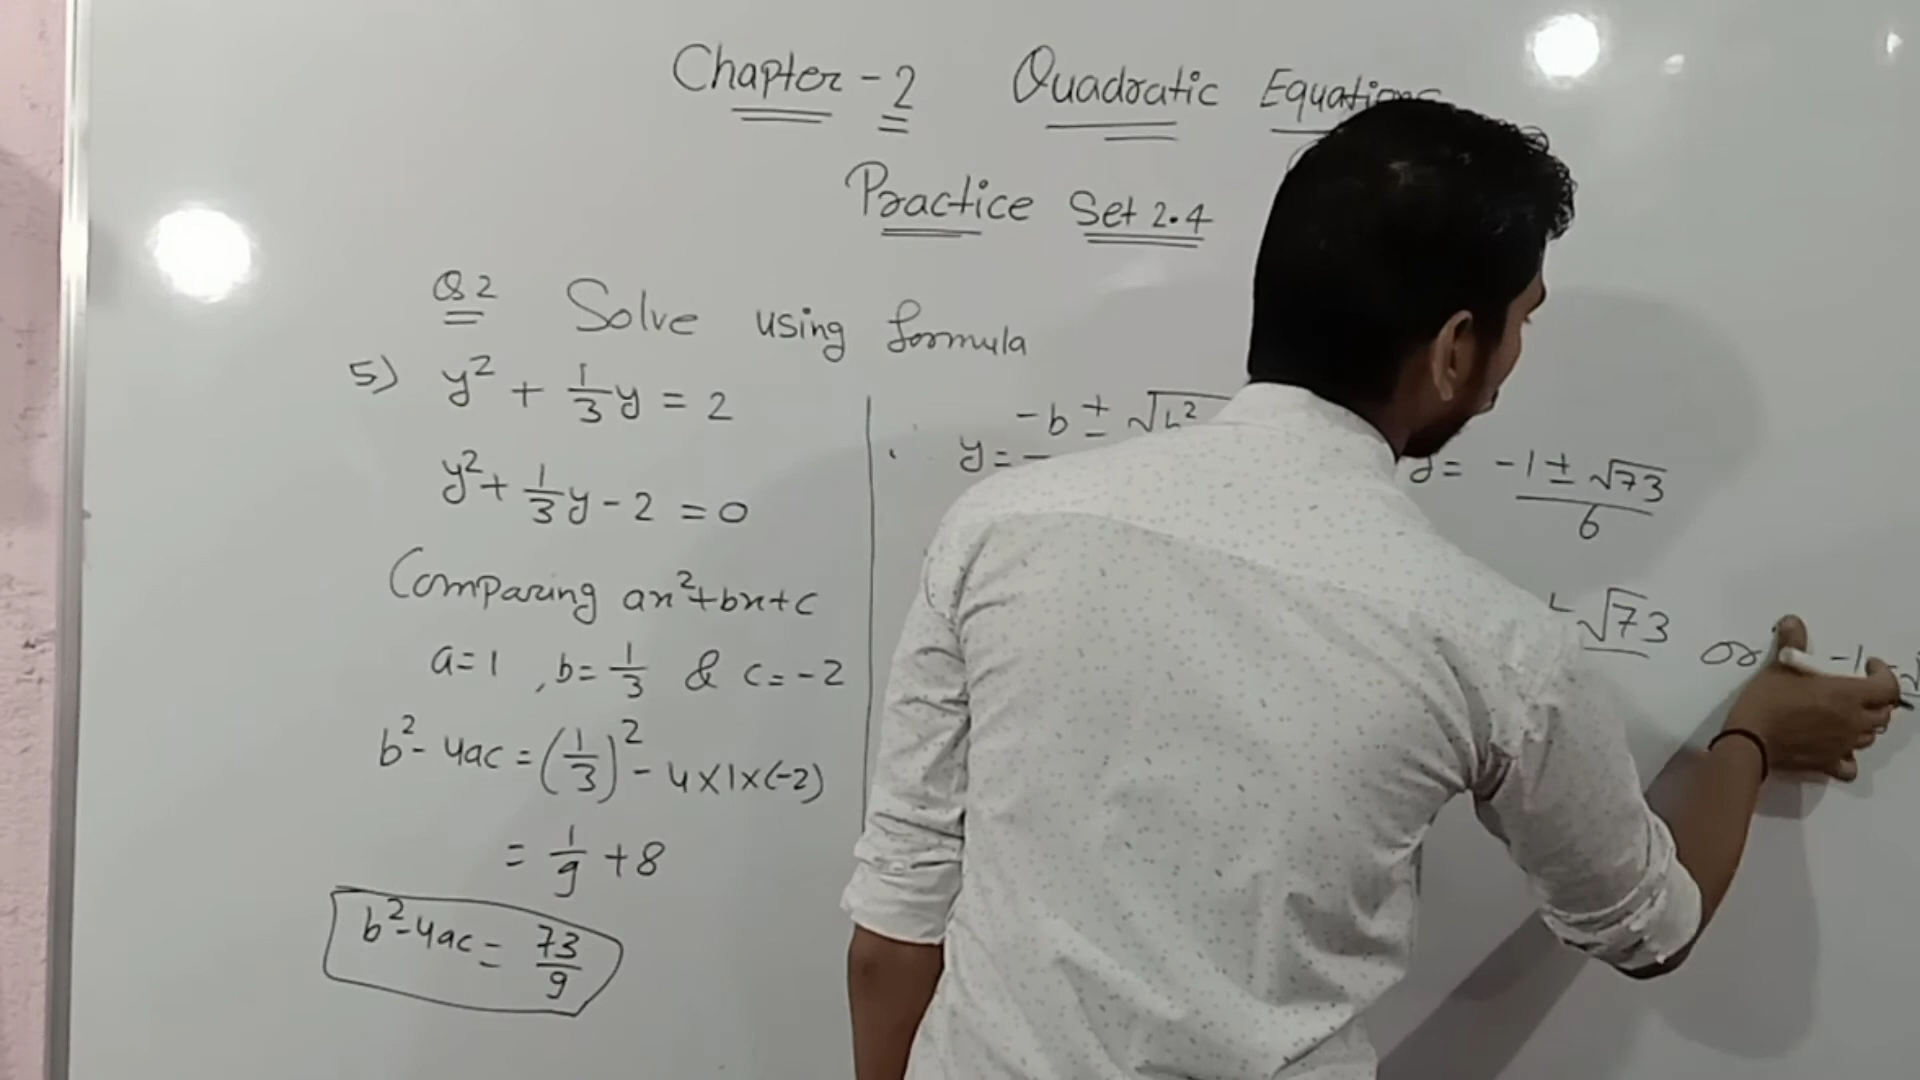 Chapter - 2 Quadratic Equations
Practice Set 2.4
Q 2 Solve using formula
5) y² + 1/3 y = 2
y² + 1/3 y - 2 = 0
Comparing ax²+bx+c
a=1 , b= 1/3 & c= -2
b² - 4ac = (1/3)² - 4×1×(-2)
= 1/9 + 8
b² - 4ac = 73/9
y = -b ± √b²
y = -1 ± √73 / 6
√73 or -1